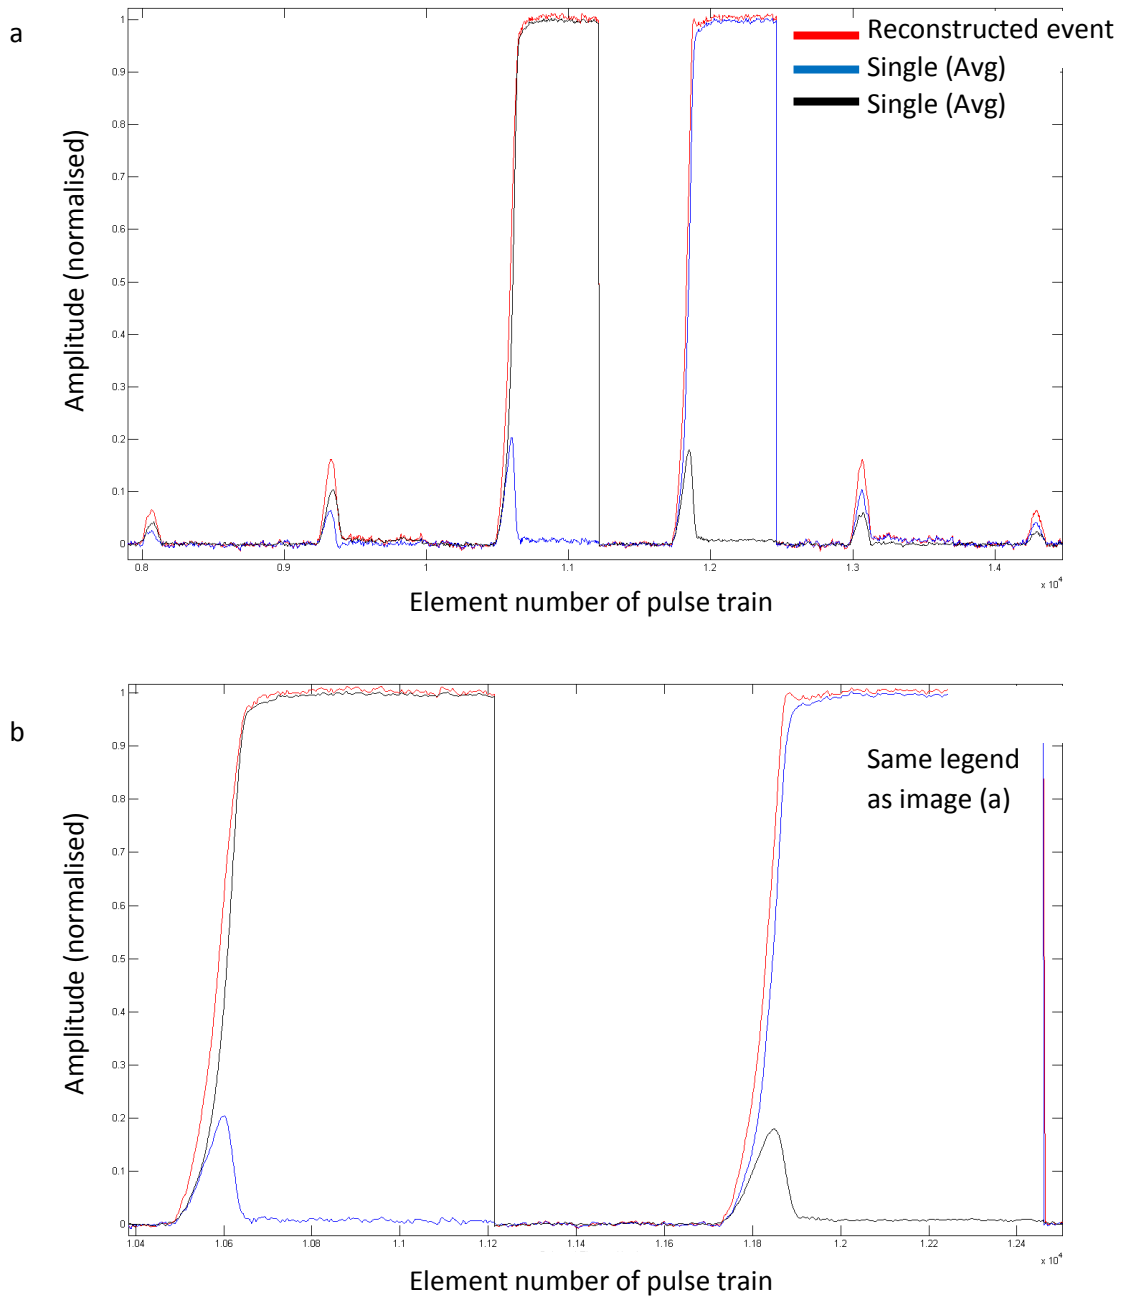 a
Reconstructed event
Single (Avg)
Single (Avg)
Amplitude (normalised)
1
0.9
0.8
0.7
0.6
0.5
0.4
0.3
0.2
0.1
0
0.8 0.9 1 1.1 1.2 1.3 1.4
x 10⁴
Element number of pulse train
b
Same legend
as image (a)
Amplitude (normalised)
1
0.9
0.8
0.7
0.6
0.5
0.4
0.3
0.2
0.1
0
1.04 1.06 1.08 1.1 1.12 1.14 1.16 1.18 1.2 1.22 1.24
x 10⁴
Element number of pulse train